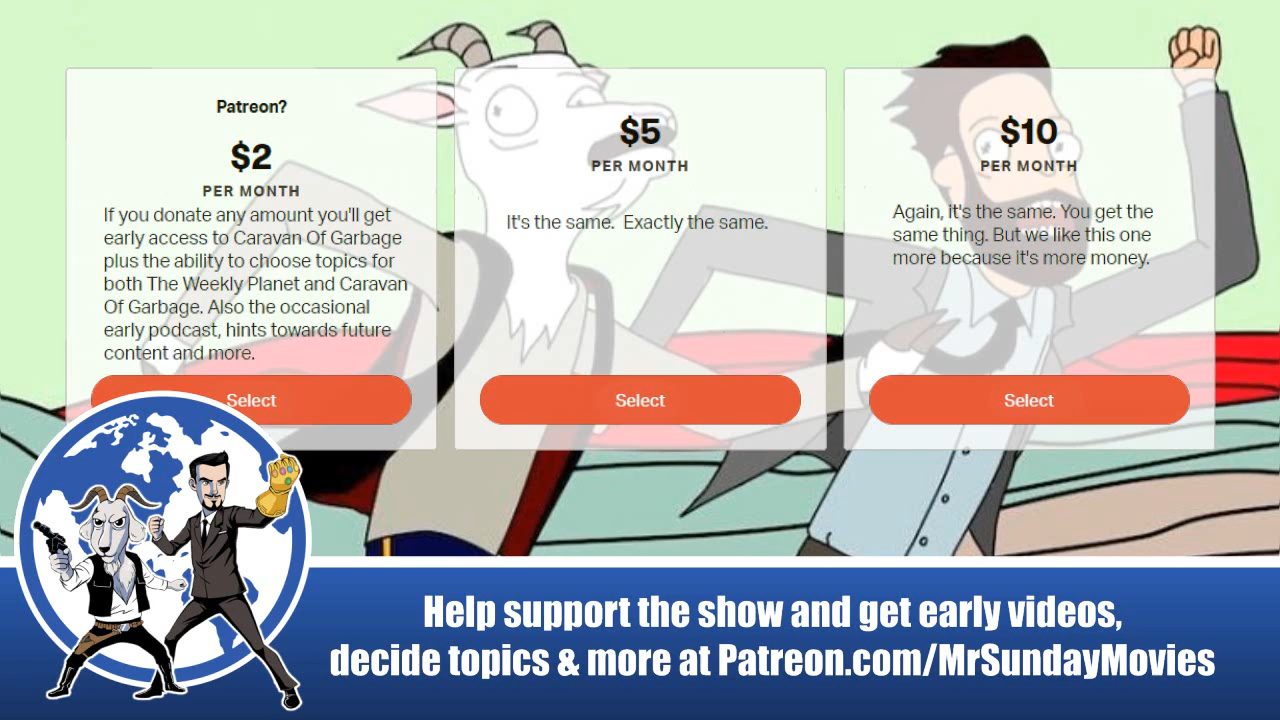 Patreon?
$2
PER MONTH
If you donate any amount you'll get
early access to Caravan Of Garbage
plus the ability to choose topics for
both The Weekly Planet and Caravan
Of Garbage. Also the occasional
early podcast, hints towards future
content and more.
Select
$5
PER MONTH
It's the same.  Exactly the same.
Select
$10
PER MONTH
Again, it's the same. You get the
same thing. But we like this one
more because it's more money.
Select
Help support the show and get early videos,
decide topics & more at Patreon.com/MrSundayMovies